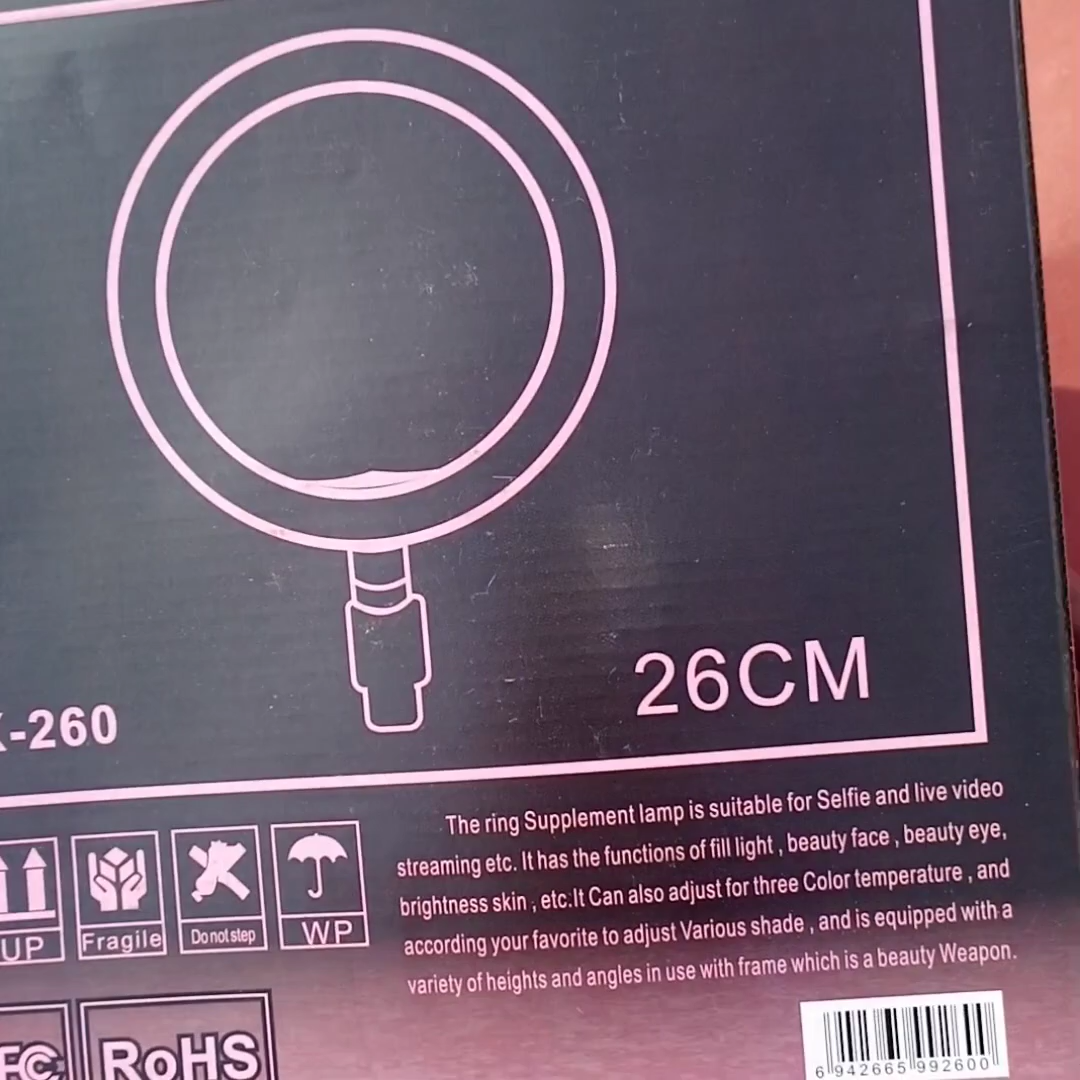 -260
26CM
The ring Supplement lamp is suitable for Selfie and live video
streaming etc. It has the functions of fill light , beauty face , beauty eye,
brightness skin , etc.It Can also adjust for three Color temperature , and
according your favorite to adjust Various shade , and is equipped with a
variety of heights and angles in use with frame which is a beauty Weapon.
UP
Fragile
Do not step
WP
FC
RoHS
6 942665 992600